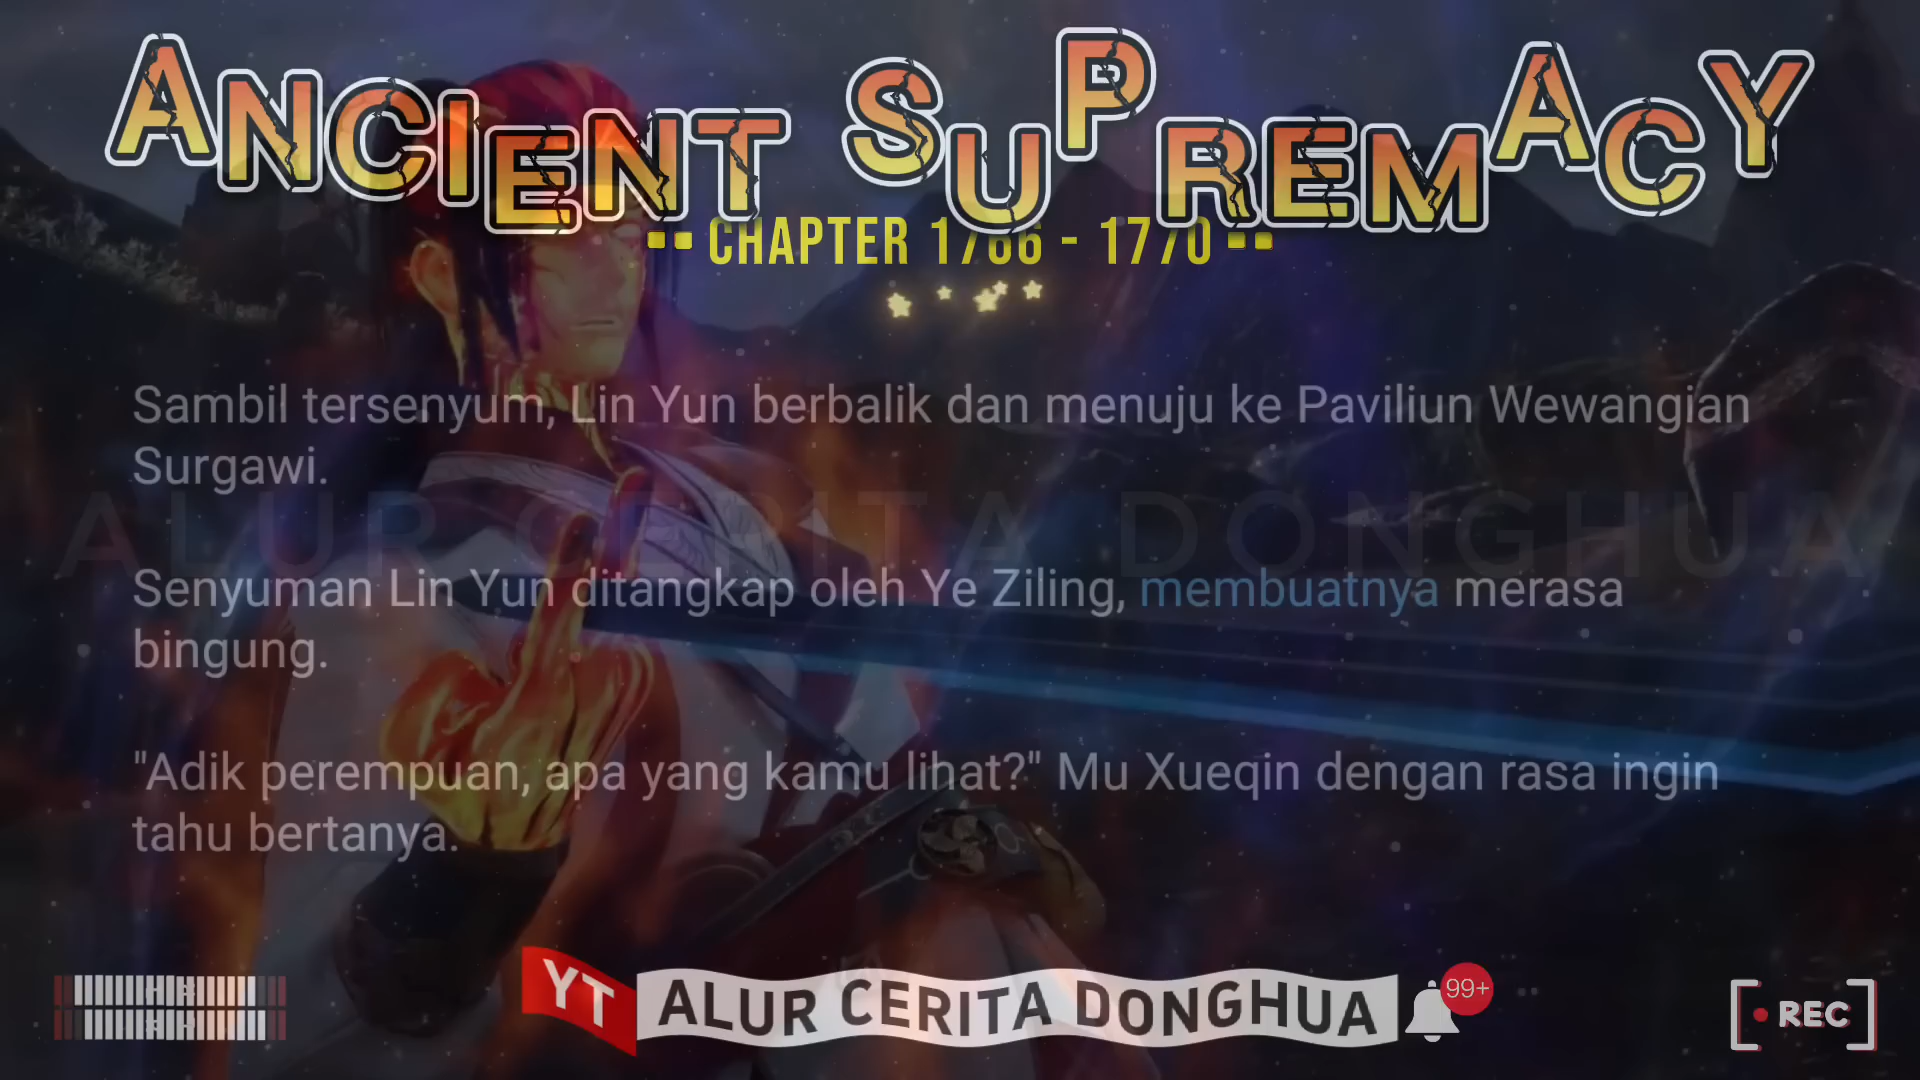 ANCIENT SUPREMACY
CHAPTER 1766 - 1770
Sambil tersenyum, Lin Yun berbalik dan menuju ke Paviliun Wewangian
Surgawi.
ALUR CERITA DONGHUA
Senyuman Lin Yun ditangkap oleh Ye Ziling, membuatnya merasa
bingung.
"Adik perempuan, apa yang kamu lihat?" Mu Xueqin dengan rasa ingin
tahu bertanya.
YT ALUR CERITA DONGHUA 99+
REC